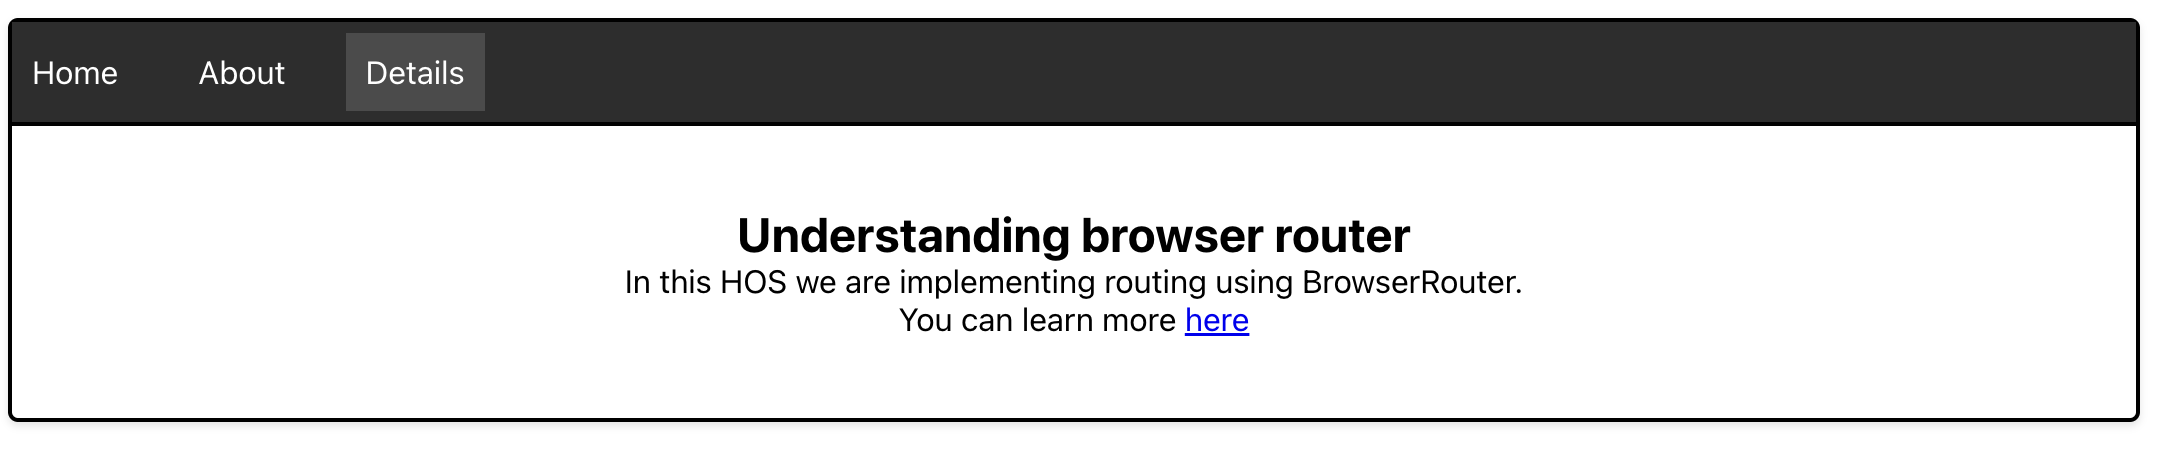 Home About Details
Understanding browser router
In this HOS we are implementing routing using BrowserRouter.
You can learn more here